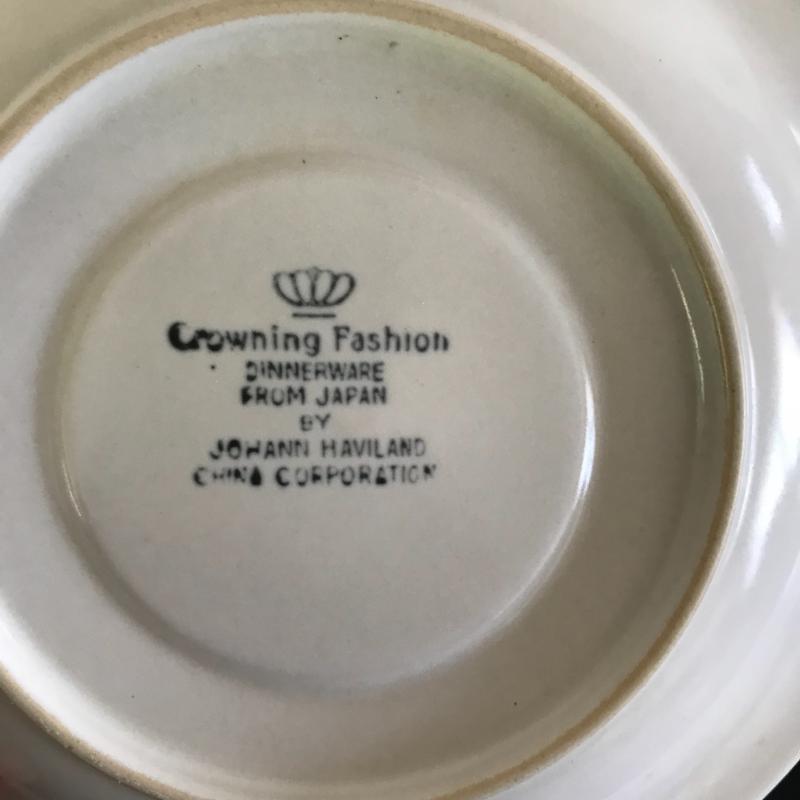 Crowning Fashion
DINNERWARE
FROM JAPAN
BY
JOHANN HAVILAND
CHINA CORPORATION